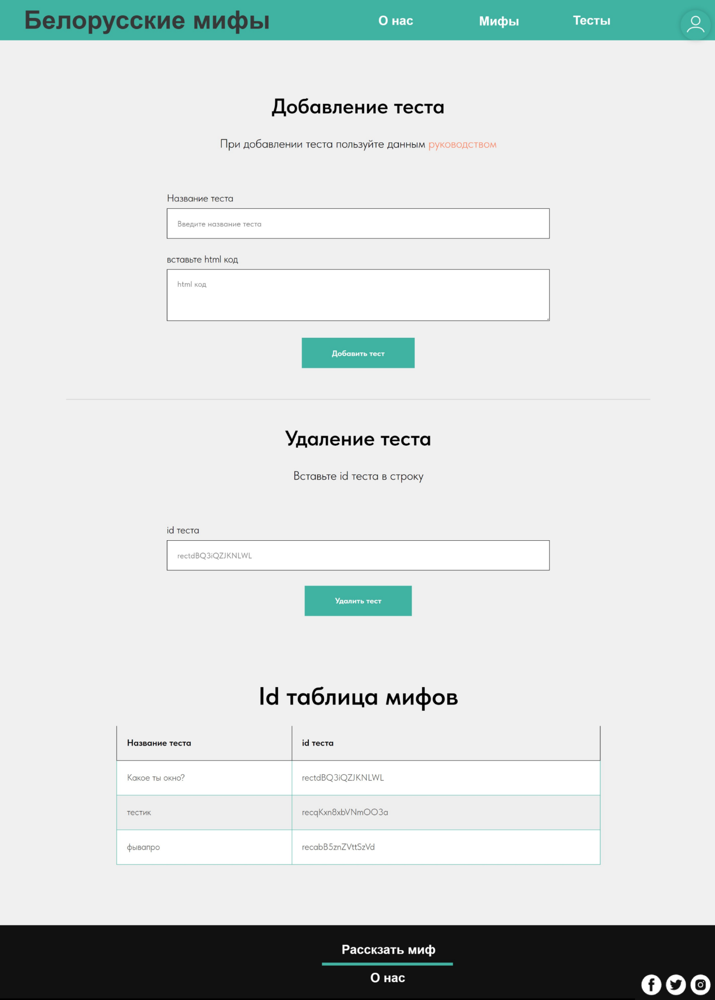 Белорусские мифы
О нас
Мифы
Тесты
Добавление теста
При добавлении теста пользуйте данным руководством
Название теста
Введите название теста
вставьте html код
html код
Добавить тест
Удаление теста
Вставьте id теста в строку
id теста
rectdBQ3iQZJKNLWL
Удалить тест
Id таблица мифов
Название теста
id теста
Какое ты окно?
rectdBQ3iQZJKNLWL
тестик
recqKxn8xbVNmOO3a
фывапро
recabB5znZVttSzVd
Расскзать миф
О нас